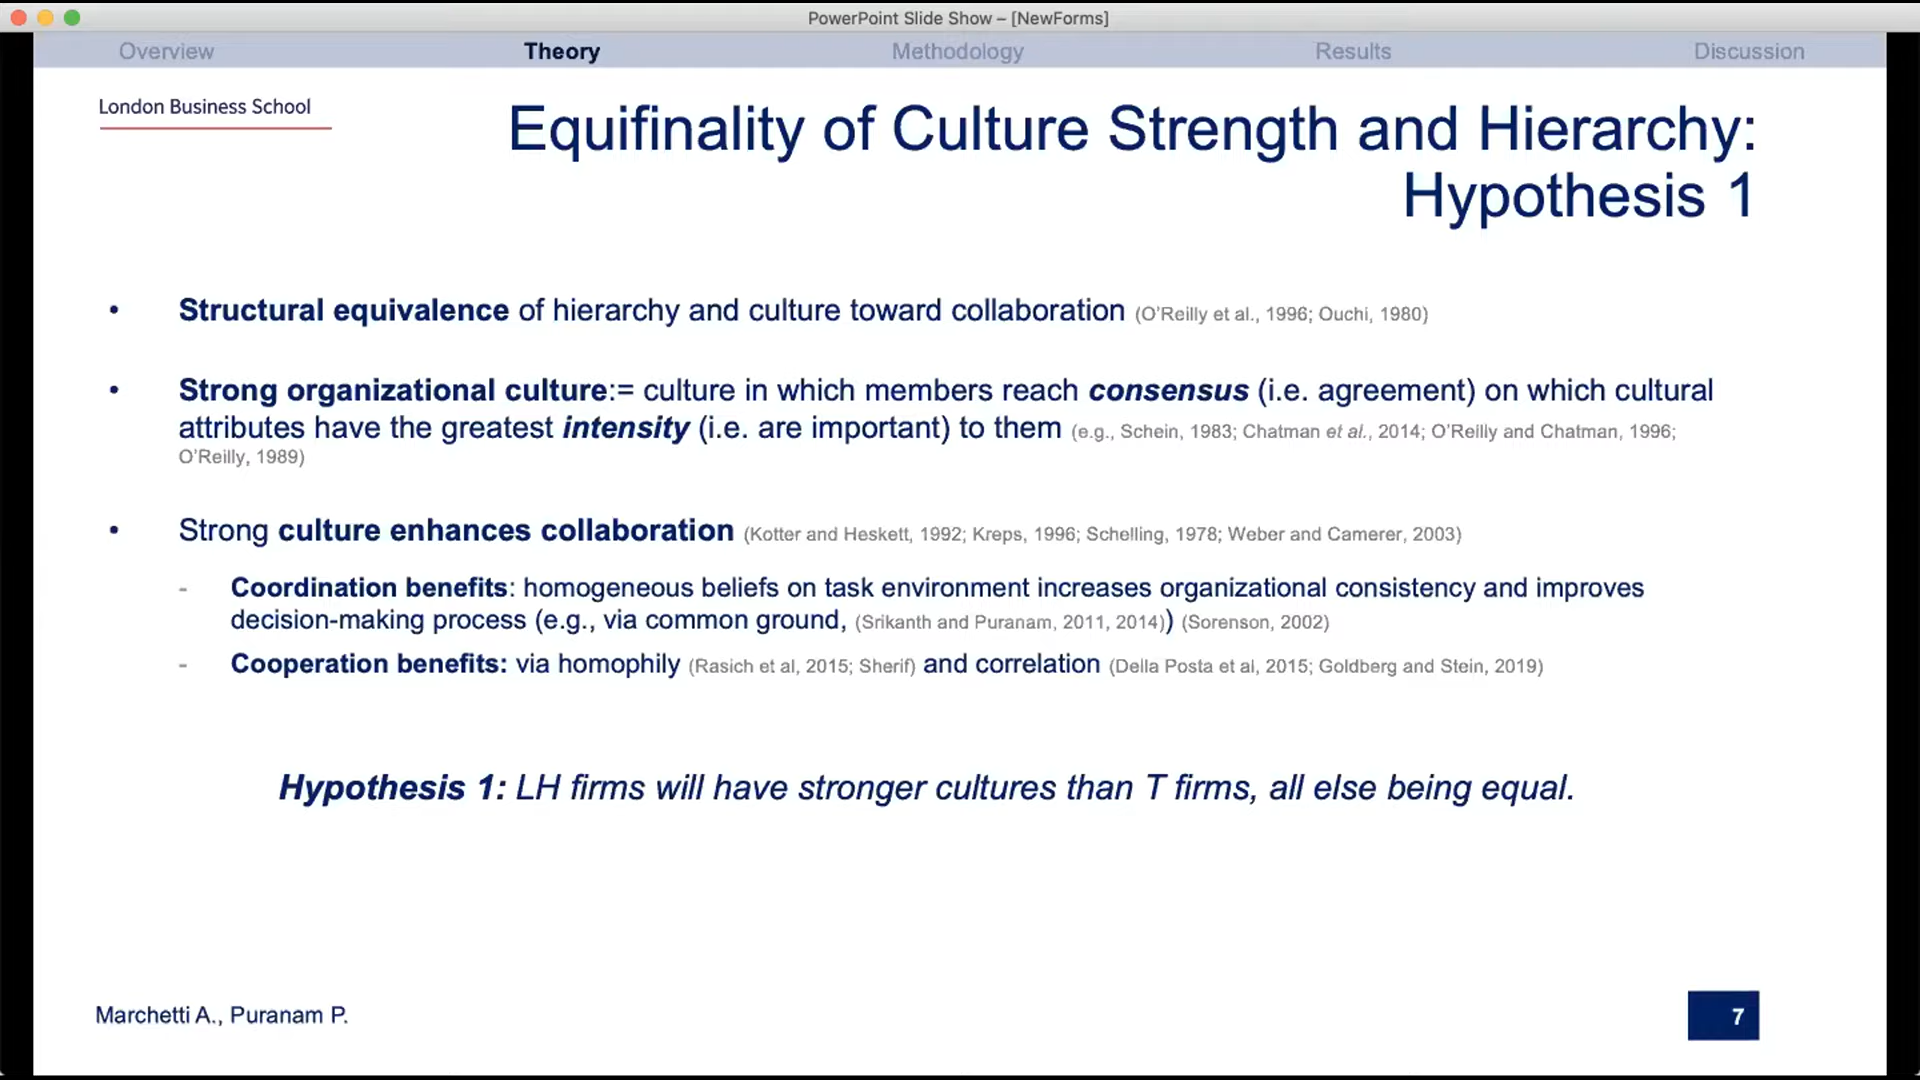 PowerPoint Slide Show – [NewForms]
Overview Theory Methodology Results Discussion
London Business School
Equifinality of Culture Strength and Hierarchy:
Hypothesis 1
• Structural equivalence of hierarchy and culture toward collaboration (O'Reilly et al., 1996; Ouchi, 1980)
• Strong organizational culture:= culture in which members reach consensus (i.e. agreement) on which cultural
attributes have the greatest intensity (i.e. are important) to them (e.g., Schein, 1983; Chatman et al., 2014; O'Reilly and Chatman, 1996;
O'Reilly, 1989)
• Strong culture enhances collaboration (Kotter and Heskett, 1992; Kreps, 1996; Schelling, 1978; Weber and Camerer, 2003)
- Coordination benefits: homogeneous beliefs on task environment increases organizational consistency and improves
decision-making process (e.g., via common ground, (Srikanth and Puranam, 2011, 2014)) (Sorenson, 2002)
- Cooperation benefits: via homophily (Rasich et al, 2015; Sherif) and correlation (Della Posta et al, 2015; Goldberg and Stein, 2019)
Hypothesis 1: LH firms will have stronger cultures than T firms, all else being equal.
Marchetti A., Puranam P.
7